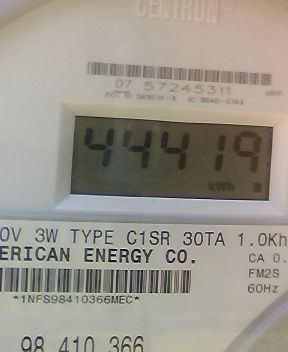 CENTRON®
07 57245311
44419
kWh
0V 3W TYPE C1SR 30TA 1.0Kh
ERICAN ENERGY CO.
CA 0.
FM2S
*1NFS98410366MEC*
60Hz
98 410 366